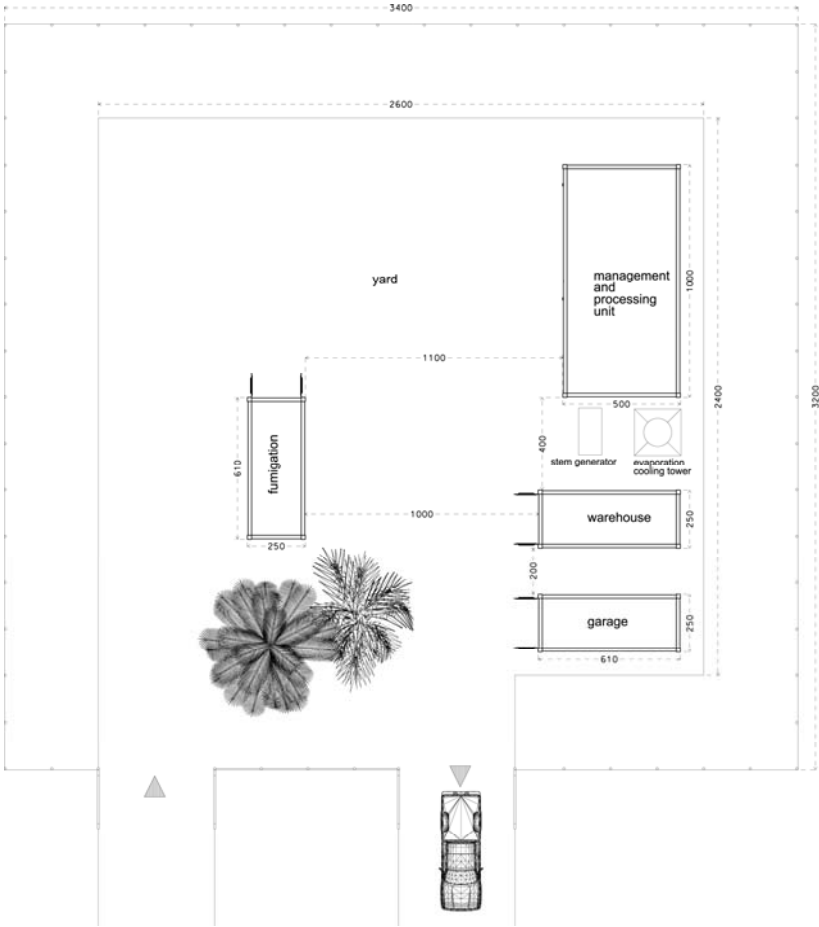 3400
2600
yard
management
and
processing
unit
1000
1100
2400
3200
500
400
610
fumigation
stem generator
evaporation
cooling tower
1000
warehouse
250
250
200
garage
250
610